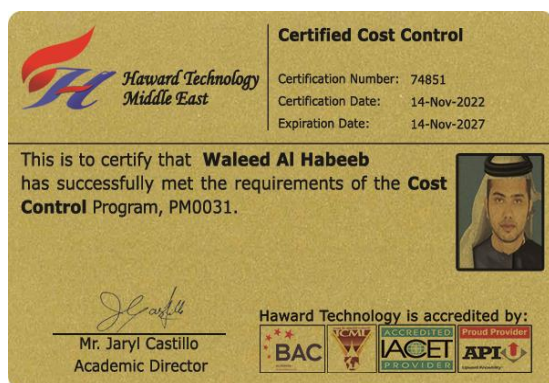 Haward Technology
Middle East
Certified Cost Control
Certification Number: 74851
Certification Date: 14-Nov-2022
Expiration Date: 14-Nov-2027
This is to certify that Waleed Al Habeeb
has successfully met the requirements of the Cost
Control Program, PM0031.
Mr. Jaryl Castillo
Academic Director
Haward Technology is accredited by:
BAC
TCMI
ACCREDITED
IACET
PROVIDER
Proud Provider
API